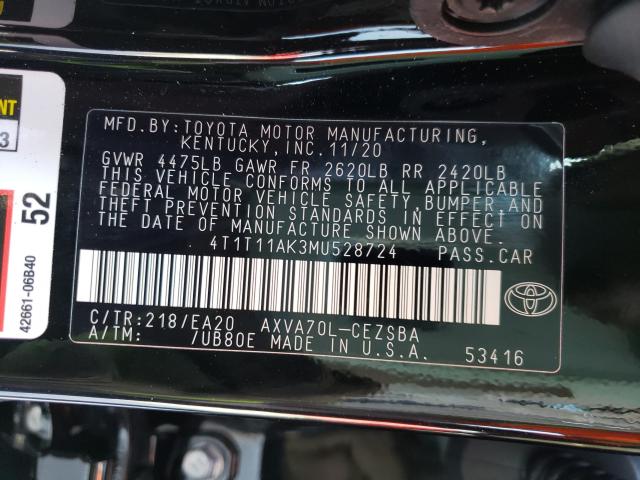 MFD.BY:TOYOTA MOTOR MANUFACTURING,
KENTUCKY,INC.11/20
GVWR 4475LB GAWR FR 2620LB RR 2420LB
THIS VEHICLE CONFORMS TO ALL APPLICABLE
FEDERAL MOTOR VEHICLE SAFETY,BUMPER AND
THEFT PREVENTION STANDARDS IN
EFFECT ON THE DATE OF
MANUFACTURE SHOWN ABOVE.
4T1T11AK3MU528724 PASS.CAR
C/TR:218/EA20 AXVA70L-CEZSBA
A/TM: /UB80E MADE IN U.S.A. 53416
52
42661-06B40
3